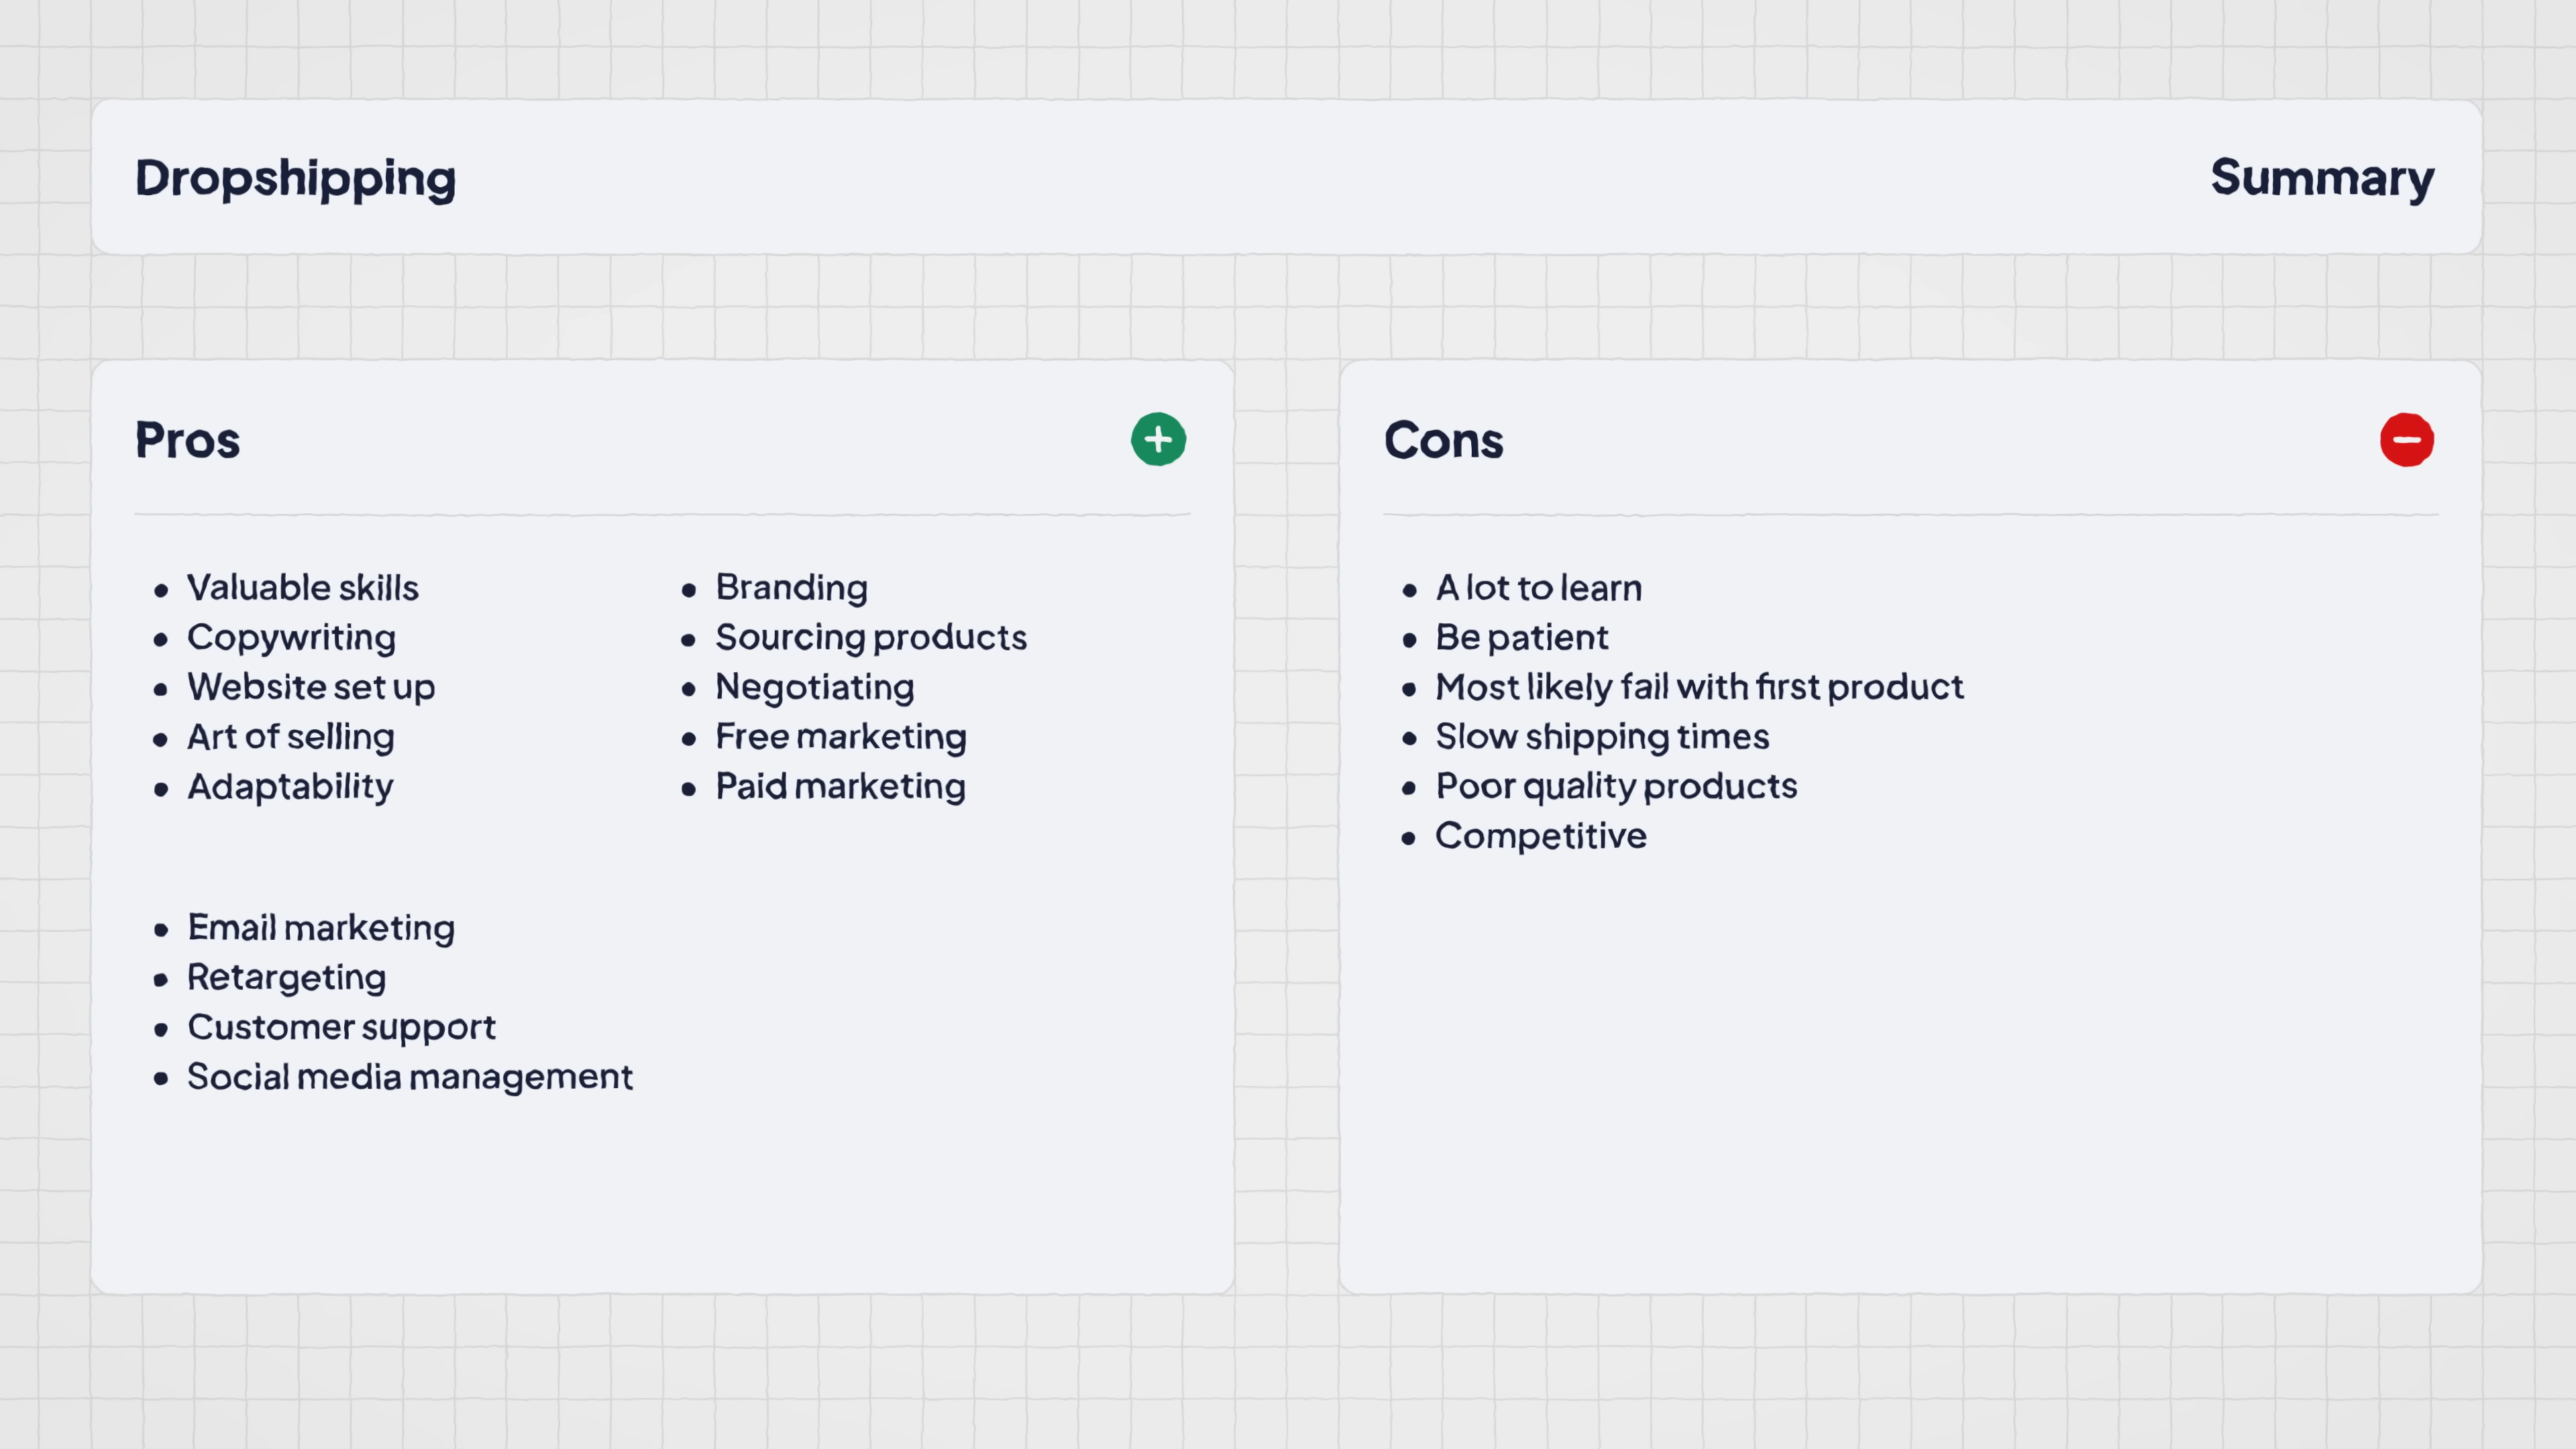 Dropshipping
Summary
Pros
Valuable skills
Copywriting
Website set up
Art of selling
Adaptability
Branding
Sourcing products
Negotiating
Free marketing
Paid marketing
Email marketing
Retargeting
Customer support
Social media management
Cons
A lot to learn
Be patient
Most likely fail with first product
Slow shipping times
Poor quality products
Competitive